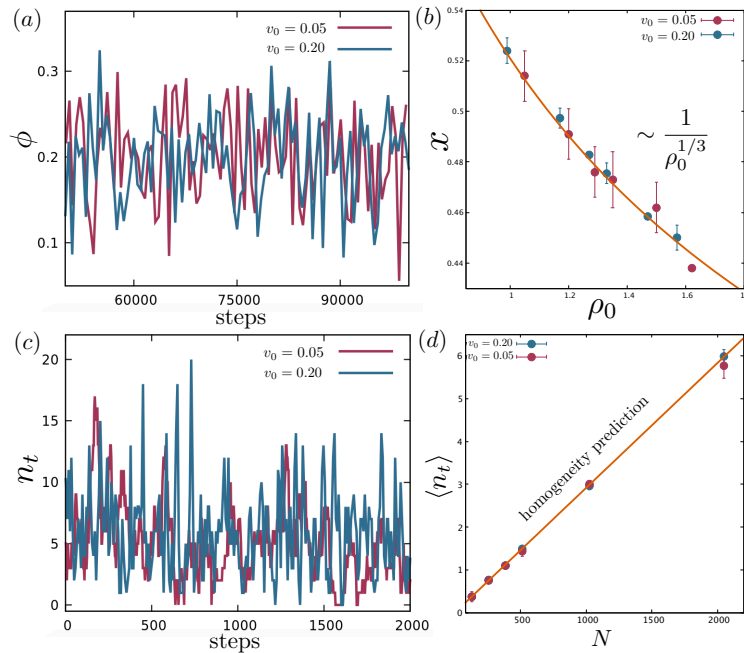 (a)
v₀ = 0.05
v₀ = 0.20
0.3
0.2
0.1
ϕ
60000
75000
90000
steps
(b)
v₀ = 0.05
v₀ = 0.20
0.54
0.52
0.5
0.48
0.46
0.44
x
~ 1/ρ₀^{1/3}
1
1.2
1.4
1.6
1.8
ρ₀
(c)
v₀ = 0.05
v₀ = 0.20
20
15
10
5
0
n_t
0
500
1000
1500
2000
steps
(d)
v₀ = 0.20
v₀ = 0.05
6
5
4
3
2
1
0
⟨n_t⟩
homogeneity prediction
500
1000
1500
2000
N